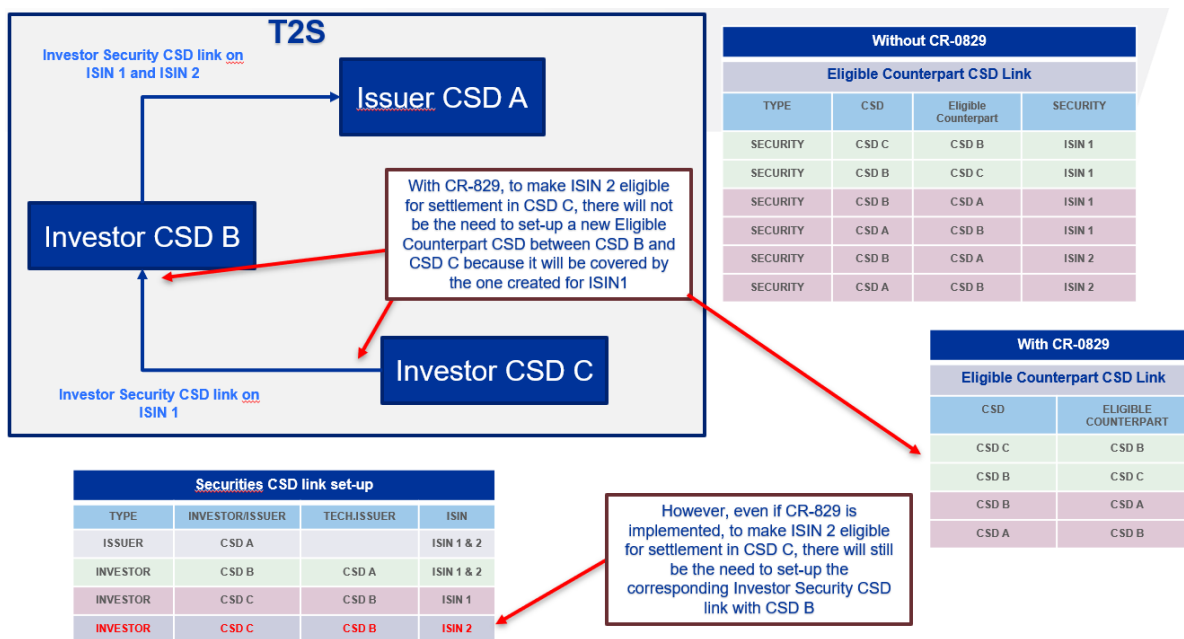 T2S
Investor Security CSD link on
ISIN 1 and ISIN 2
Issuer CSD A
Investor CSD B
With CR-829, to make ISIN 2 eligible
for settlement in CSD C, there will not
be the need to set-up a new Eligible
Counterpart CSD between CSD B and
CSD C because it will be covered by
the one created for ISIN1
Investor CSD C
Investor Security CSD link on
ISIN 1
Without CR-0829
Eligible Counterpart CSD Link
TYPE CSD Eligible Counterpart SECURITY
SECURITY CSD C CSD B ISIN 1
SECURITY CSD B CSD C ISIN 1
SECURITY CSD B CSD A ISIN 1
SECURITY CSD A CSD B ISIN 1
SECURITY CSD B CSD A ISIN 2
SECURITY CSD A CSD B ISIN 2
With CR-0829
Eligible Counterpart CSD Link
CSD ELIGIBLE COUNTERPART
CSD C CSD B
CSD B CSD C
CSD B CSD A
CSD A CSD B
Securities CSD link set-up
TYPE INVESTOR/ISSUER TECH.ISSUER ISIN
ISSUER CSD A ISIN 1 & 2
INVESTOR CSD B CSD A ISIN 1 & 2
INVESTOR CSD C CSD B ISIN 1
INVESTOR CSD C CSD B ISIN 2
However, even if CR-829 is
implemented, to make ISIN 2 eligible
for settlement in CSD C, there will still
be the need to set-up the
corresponding Investor Security CSD
link with CSD B